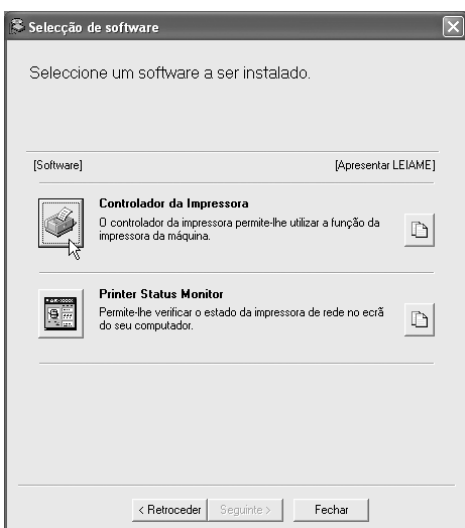 Selecção de software
Seleccione um software a ser instalado.
[Software] [Apresentar LEIAME]
Controlador da Impressora
O controlador da impressora permite-lhe utilizar a função da
impressora da máquina.
Printer Status Monitor
Permite-lhe verificar o estado da impressora de rede no ecrã
do seu computador.
< Retroceder Seguinte > Fechar